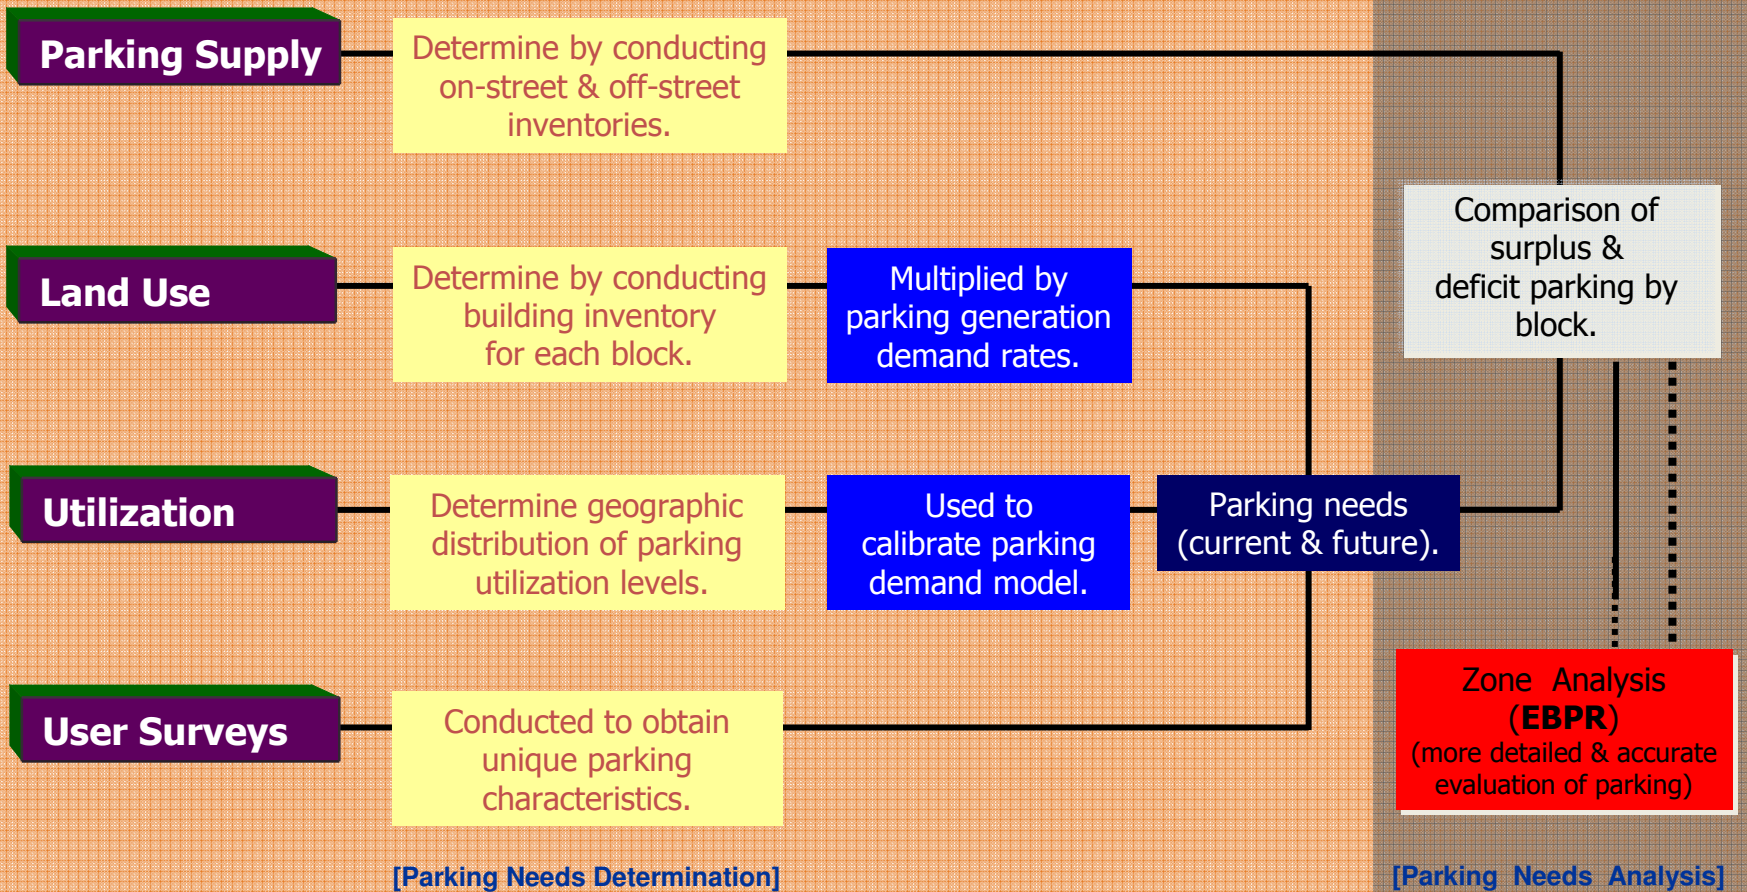 Parking Supply
Determine by conducting
on-street & off-street
inventories.
Comparison of
surplus &
deficit parking by
block.
Land Use
Determine by conducting
building inventory
for each block.
Multiplied by
parking generation
demand rates.
Utilization
Determine geographic
distribution of parking
utilization levels.
Used to
calibrate parking
demand model.
Parking needs
(current & future).
User Surveys
Conducted to obtain
unique parking
characteristics.
Zone Analysis
(EBPR)
(more detailed & accurate
evaluation of parking)
[Parking Needs Determination]
[Parking Needs Analysis]